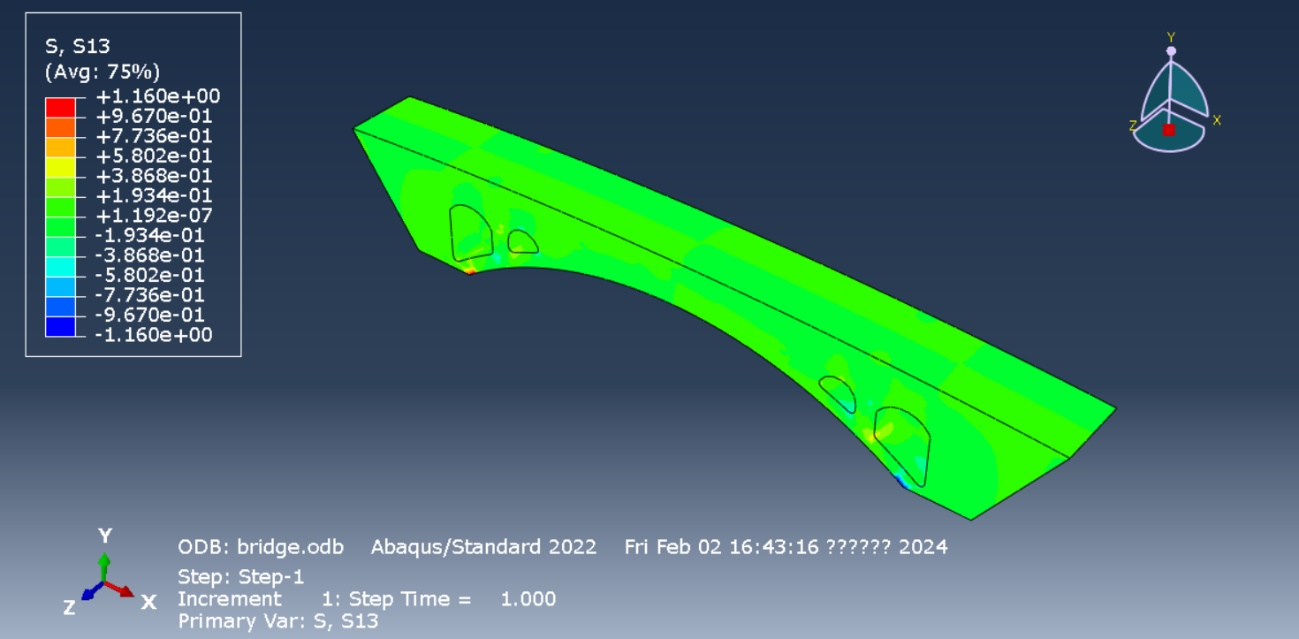 S, S13
(Avg: 75%)
+1.160e+00
+9.670e-01
+7.736e-01
+5.802e-01
+3.868e-01
+1.934e-01
+1.192e-07
-1.934e-01
-3.868e-01
-5.802e-01
-7.736e-01
-9.670e-01
-1.160e+00
Y
Z
X
Y
Z
X
ODB: bridge.odb Abaqus/Standard 2022 Fri Feb 02 16:43:16 ?????? 2024
Step: Step-1
Increment 1: Step Time = 1.000
Primary Var: S, S13